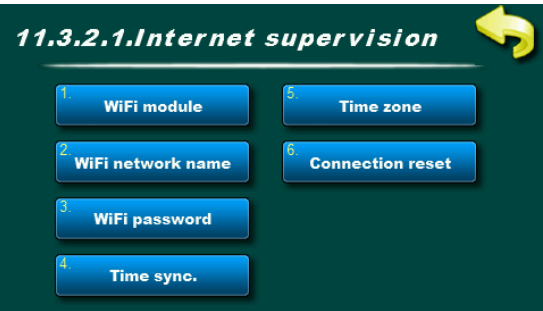 11.3.2.1.Internet supervision
1.
WiFi module
2.
WiFi network name
3.
WiFi password
4.
Time sync.
5.
Time zone
6.
Connection reset